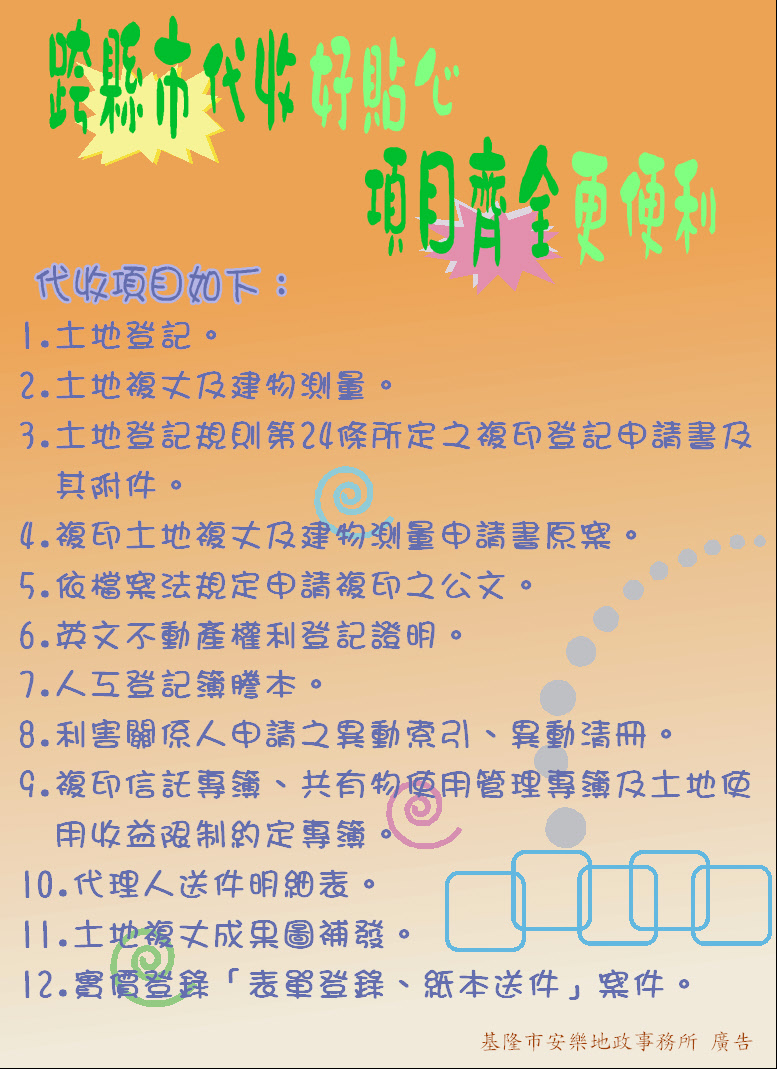 跨縣市代收好貼心
項目齊全更便利
代收項目如下：
1.土地登記。
2.土地複丈及建物測量。
3.土地登記規則第24條所定之複印登記申請書及
其附件。
4.複印土地複丈及建物測量申請書原案。
5.依檔案法規定申請複印之公文。
6.英文不動產權利登記證明。
7.人工登記簿謄本。
8.利害關係人申請之異動索引、異動清冊。
9.複印信託專簿、共有物使用管理專簿及土地使
用收益限制約定專簿。
10.代理人送件明細表。
11.土地複丈成果圖補發。
12.實價登錄「表單登錄、紙本送件」案件。
基隆市安樂地政事務所 廣告